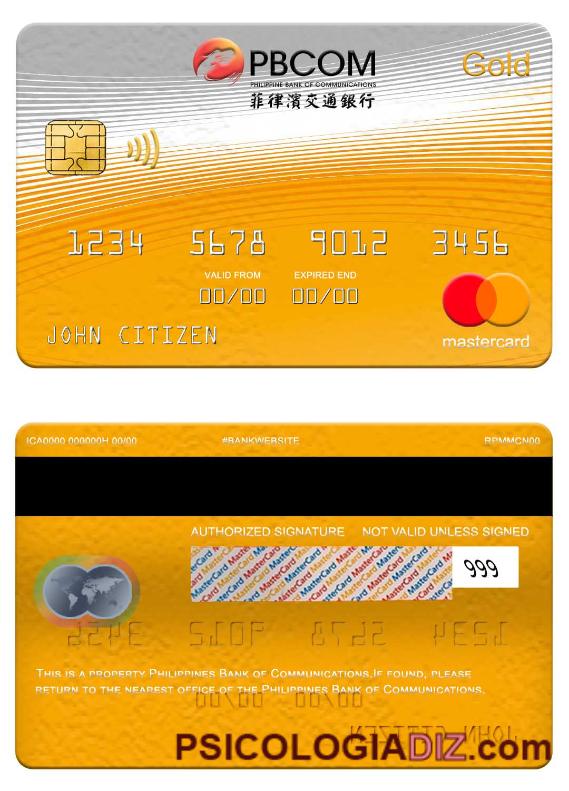 PBCOM
PHILIPPINE BANK OF COMMUNICATIONS
菲律濱交通銀行
Gold
1234 5678 9012 3456
VALID FROM EXPIRED END
00/00 00/00
JOHN CITIZEN
mastercard
ICA0000 000000H 00/00 #BANKWEBSITE RPMMCN00
AUTHORIZED SIGNATURE NOT VALID UNLESS SIGNED
MasterCard MasterCard MasterCard
999
THIS IS A PROPERTY PHILIPPINES BANK OF COMMUNICATIONS.IF FOUND, PLEASE
RETURN TO THE NEAREST OFFICE OF THE PHILIPPINES BANK OF COMMUNICATIONS.
PSICOLOGIADIZ.com